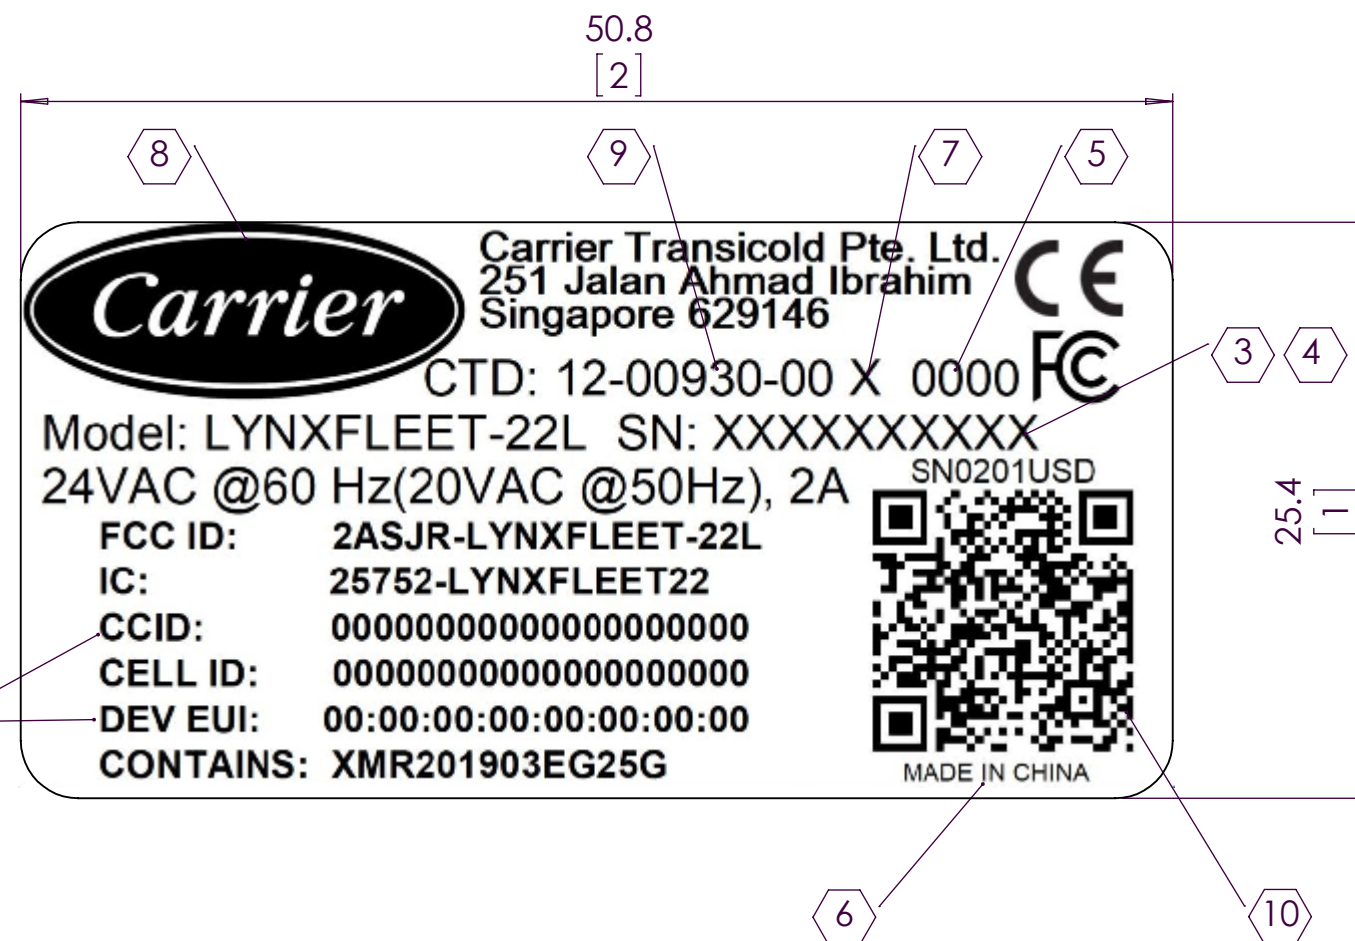 50.8
[2]
8
9
7
5
Carrier
Carrier Transicold Pte. Ltd.
251 Jalan Ahmad Ibrahim
Singapore 629146
CE
FC
CTD: 12-00930-00 X 0000
3 4
Model: LYNXFLEET-22L SN: XXXXXXXXXX
24VAC @60 Hz(20VAC @50Hz), 2A
SN0201USD
25.4
[1]
FCC ID: 2ASJR-LYNXFLEET-22L
IC: 25752-LYNXFLEET22
CCID: 00000000000000000000
CELL ID: 00000000000000000000
DEV EUI: 00:00:00:00:00:00:00:00
CONTAINS: XMR201903EG25G
MADE IN CHINA
6
10